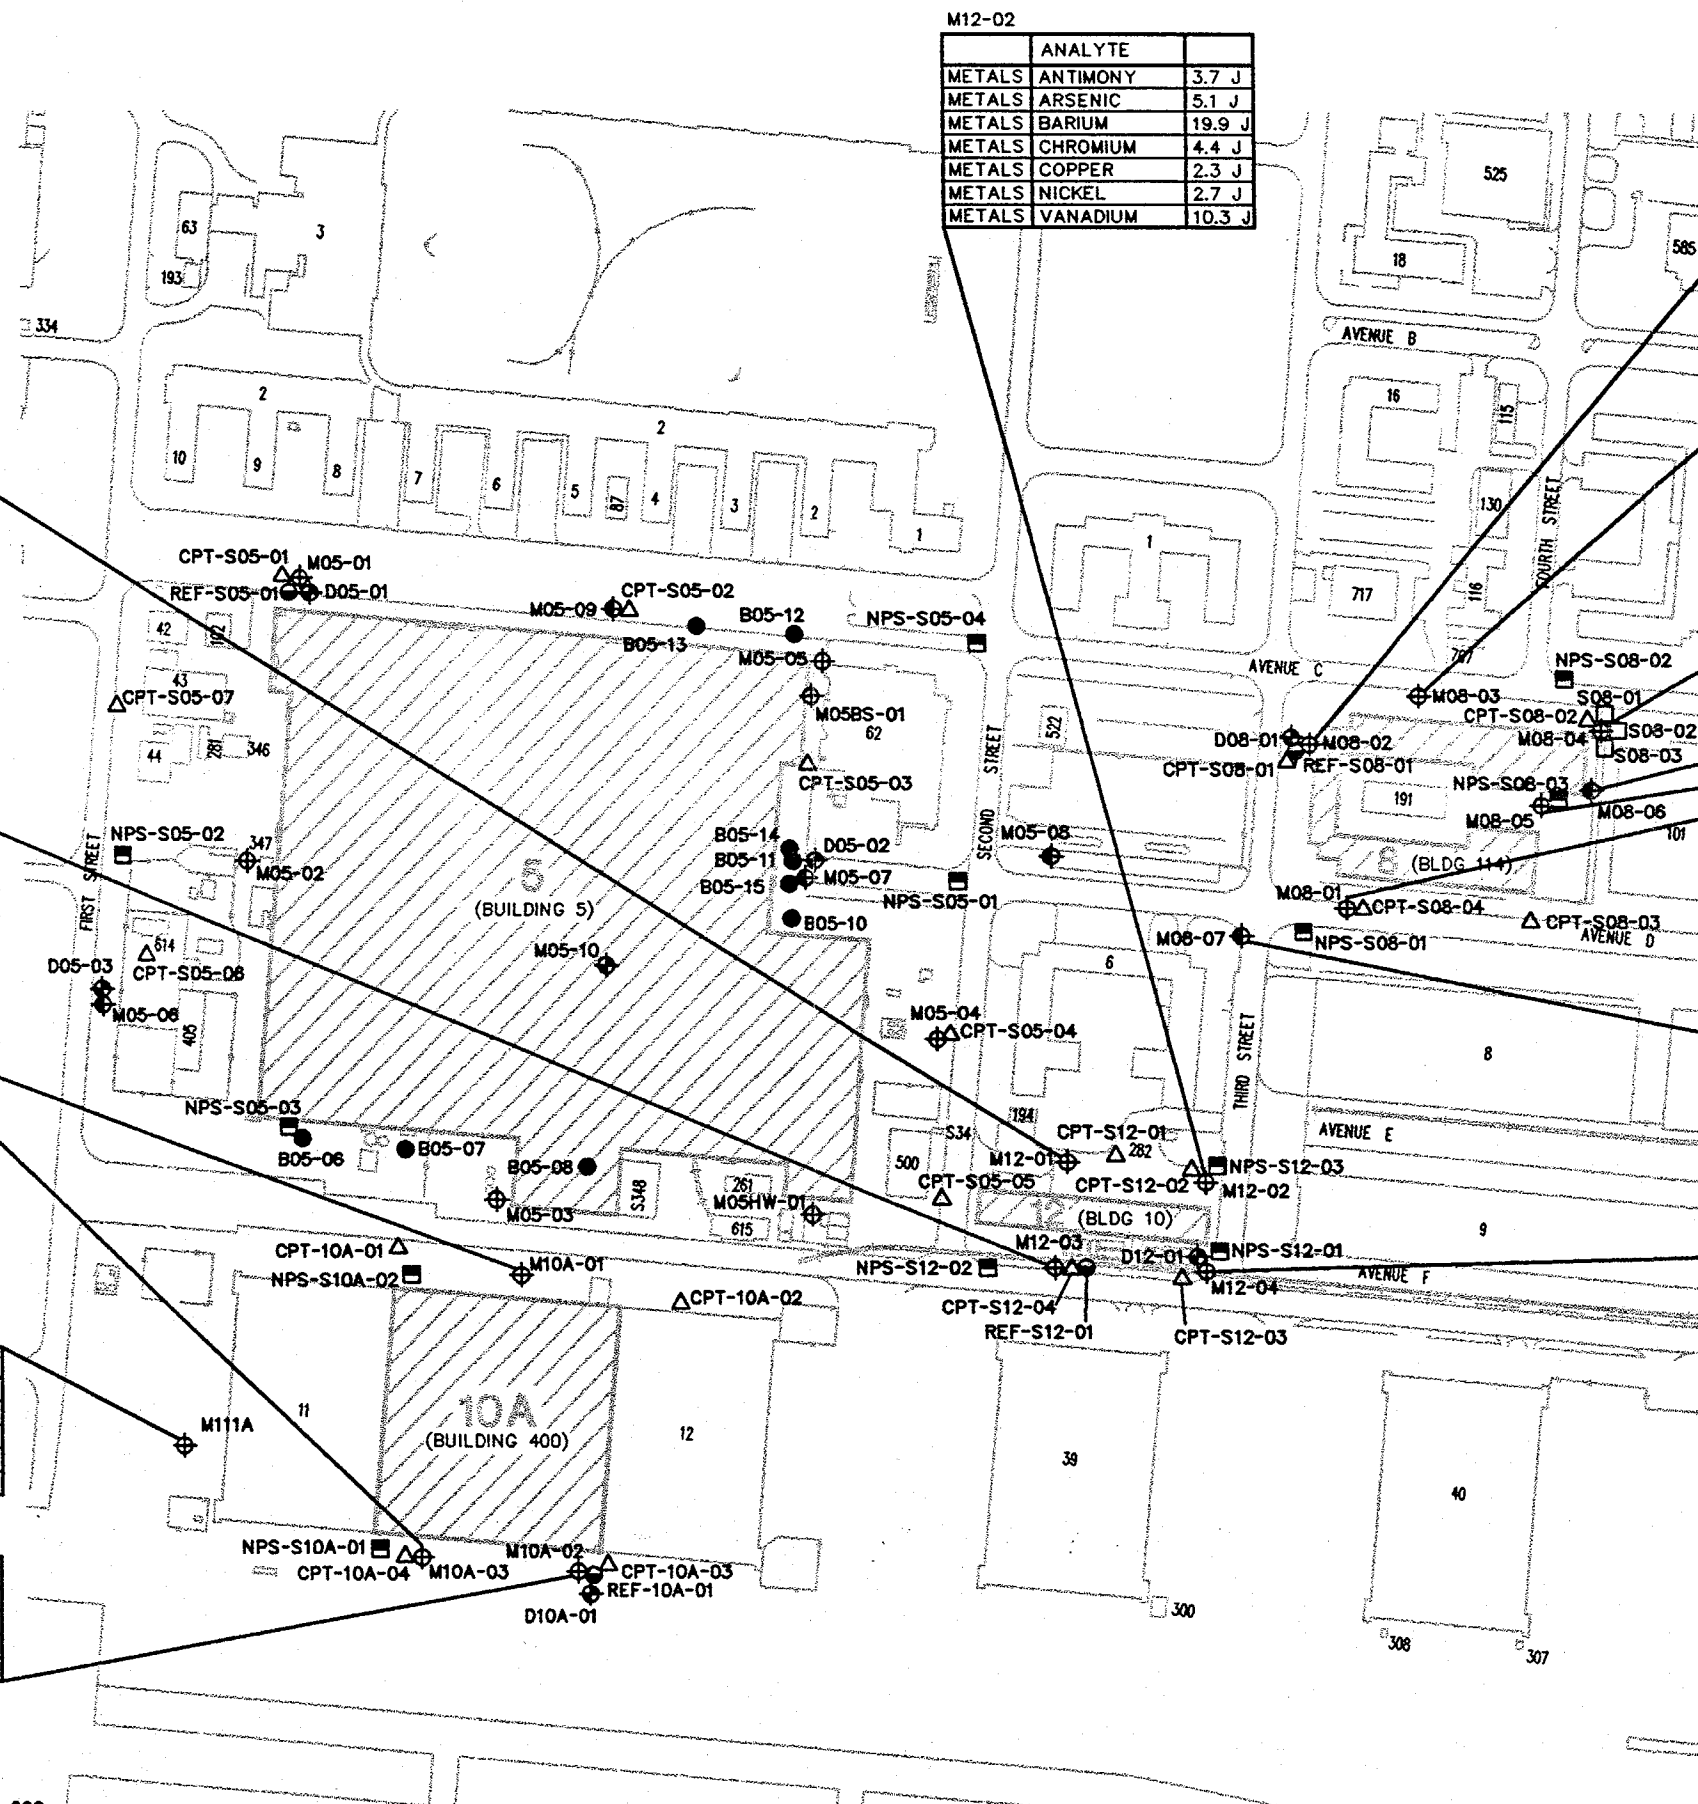 M12-02
ANALYTE
METALS ANTIMONY 3.7 J
METALS ARSENIC 5.1 J
METALS BARIUM 19.9 J
METALS CHROMIUM 4.4 J
METALS COPPER 2.3 J
METALS NICKEL 2.7 J
METALS VANADIUM 10.3 J
525
63
3
18
585
193
334
AVENUE B
2
16
115
2
10
9
8
7
6
5
87
4
3
2
1
130
FOURTH STREET
1
CPT-S05-01
M05-01
REF-S05-01
D05-01
M05-09
CPT-S05-02
B05-12
B05-13
NPS-S05-04
717
116
42
102
M05-05
AVENUE C
767
NPS-S08-02
43
CPT-S05-07
M05BS-01
62
M08-03
S08-01
CPT-S08-02
522
D08-01
M08-02
M08-04
S08-02
44
281
346
STREET
CPT-S08-01
REF-S08-01
S08-03
CPT-S05-03
NPS-S08-03
191
M08-06
M08-05
101
NPS-S05-02
347
B05-14
D05-02
M05-08
SECOND
M05-02
B05-11
M05-07
B05-15
NPS-S05-01
8
(BLDG 114)
FIRST STREET
5
(BUILDING 5)
B05-10
M08-01
CPT-S08-04
CPT-S08-03
AVENUE D
614
M05-10
M08-07
NPS-S08-01
D05-03
CPT-S05-06
6
M05-06
405
M05-04
CPT-S05-04
THIRD STREET
8
NPS-S05-03
194
AVENUE E
B05-06
B05-07
S34
CPT-S12-01
282
B05-08
500
M12-01
NPS-S12-03
CPT-S05-05
CPT-S12-02
M12-02
M05-03
S348
261
M05HW-01
615
12
(BLDG 10)
9
CPT-10A-01
M12-03
D12-01
NPS-S12-01
NPS-S10A-02
M10A-01
NPS-S12-02
AVENUE F
CPT-10A-02
M12-04
CPT-S12-04
REF-S12-01
CPT-S12-03
11
10A
(BUILDING 400)
12
M111A
39
40
NPS-S10A-01
M10A-02
CPT-10A-04
M10A-03
CPT-10A-03
REF-10A-01
D10A-01
300
308
307